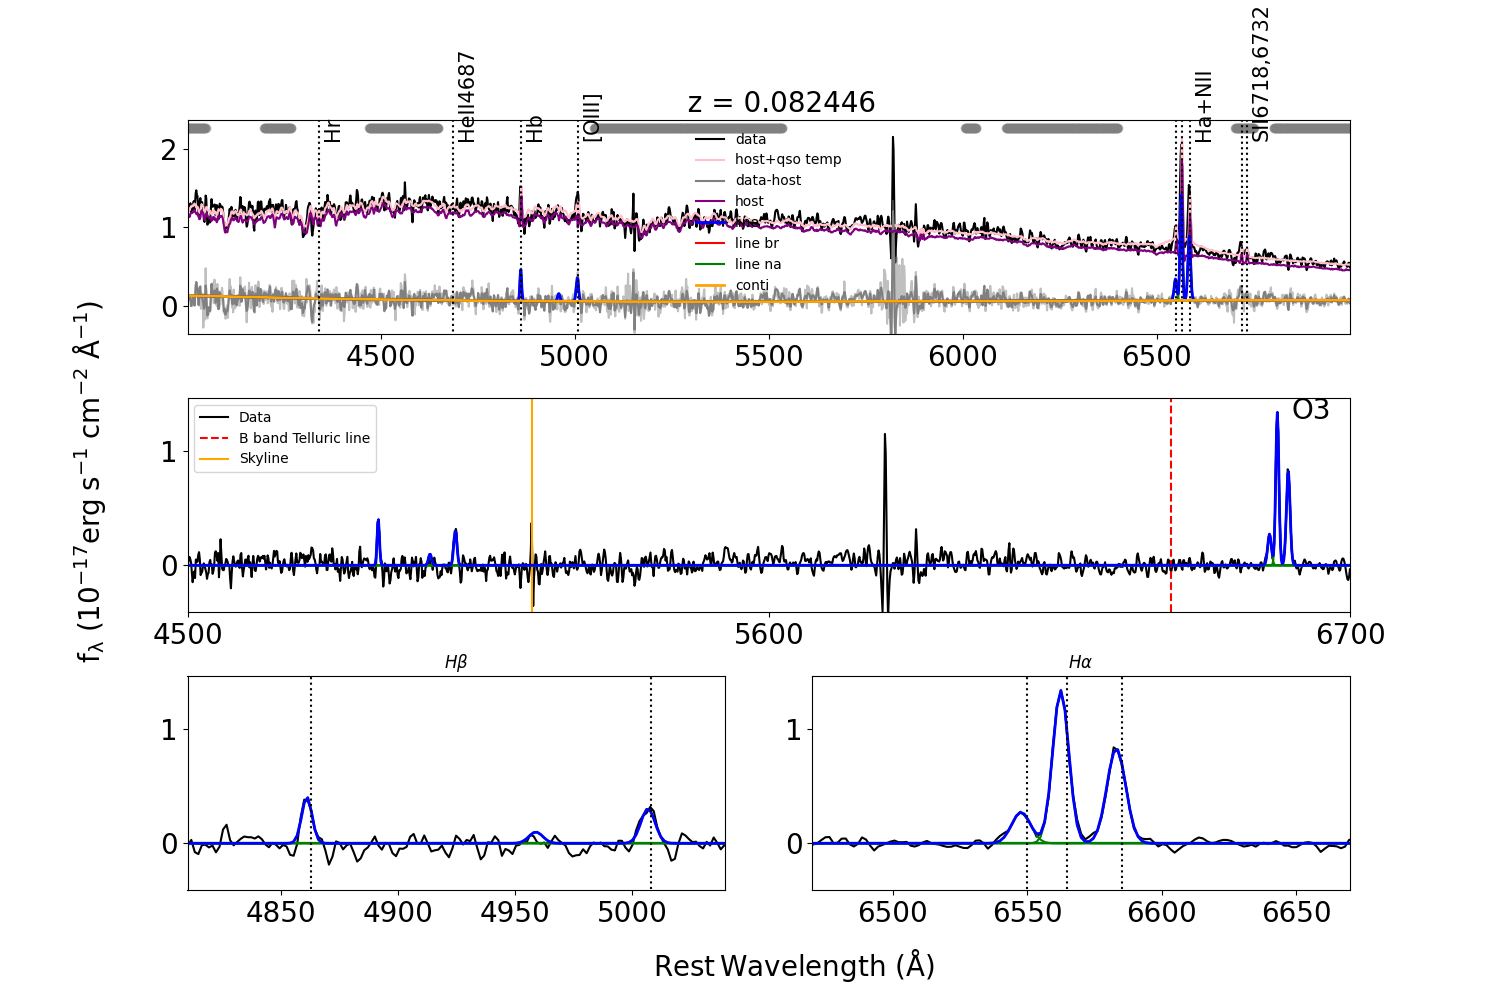 z = 0.082446
Hr
HeII4687
Hb
[OIII]
Ha+NII
SII6718,6732
data
host+qso temp
data-host
host
line br
line na
conti
2
1
0
4500
5000
5500
6000
6500
fλ (10−17erg s−1 cm−2 Å−1)
Data
B band Telluric line
Skyline
O3
1
0
4500
5600
6700
Hβ
1
0
4850
4900
4950
5000
Hα
1
0
6500
6550
6600
6650
Rest Wavelength (Å)